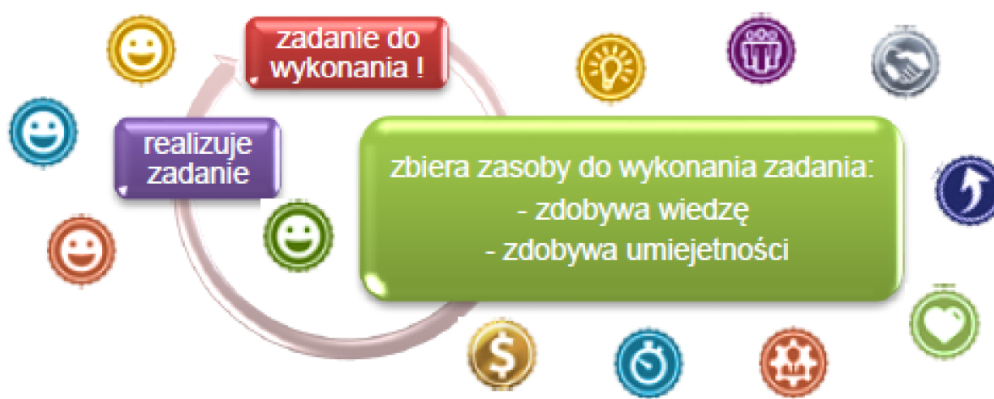 zadanie do
wykonania !
realizuje
zadanie
zbiera zasoby do wykonania zadania:
- zdobywa wiedzę
- zdobywa umiejetności
$